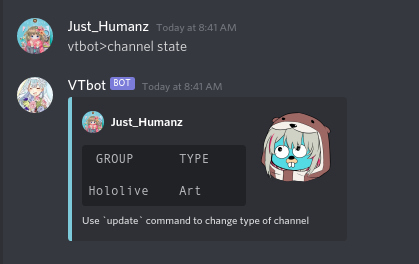 Just_Humanz Today at 8:41 AM
vtbot>channel state
VTbot BOT Today at 8:41 AM
Just_Humanz
GROUP TYPE
Hololive Art
Use `update` command to change type of channel